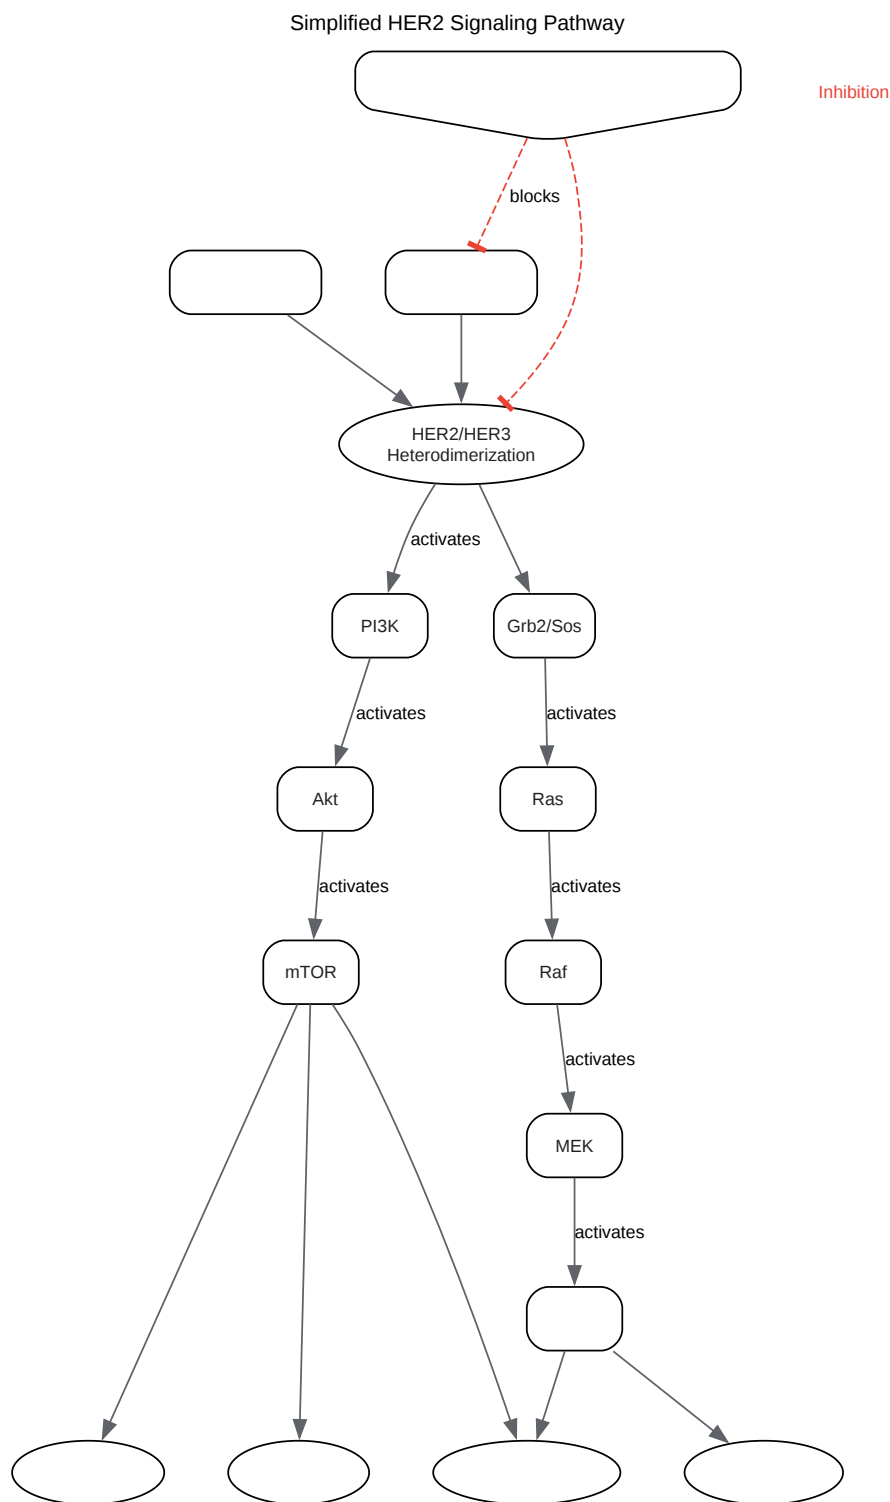 Simplified HER2 Signaling Pathway
Inhibition
blocks
HER2/HER3
Heterodimerization
activates
PI3K
Grb2/Sos
activates
activates
Akt
Ras
activates
activates
mTOR
Raf
activates
MEK
activates